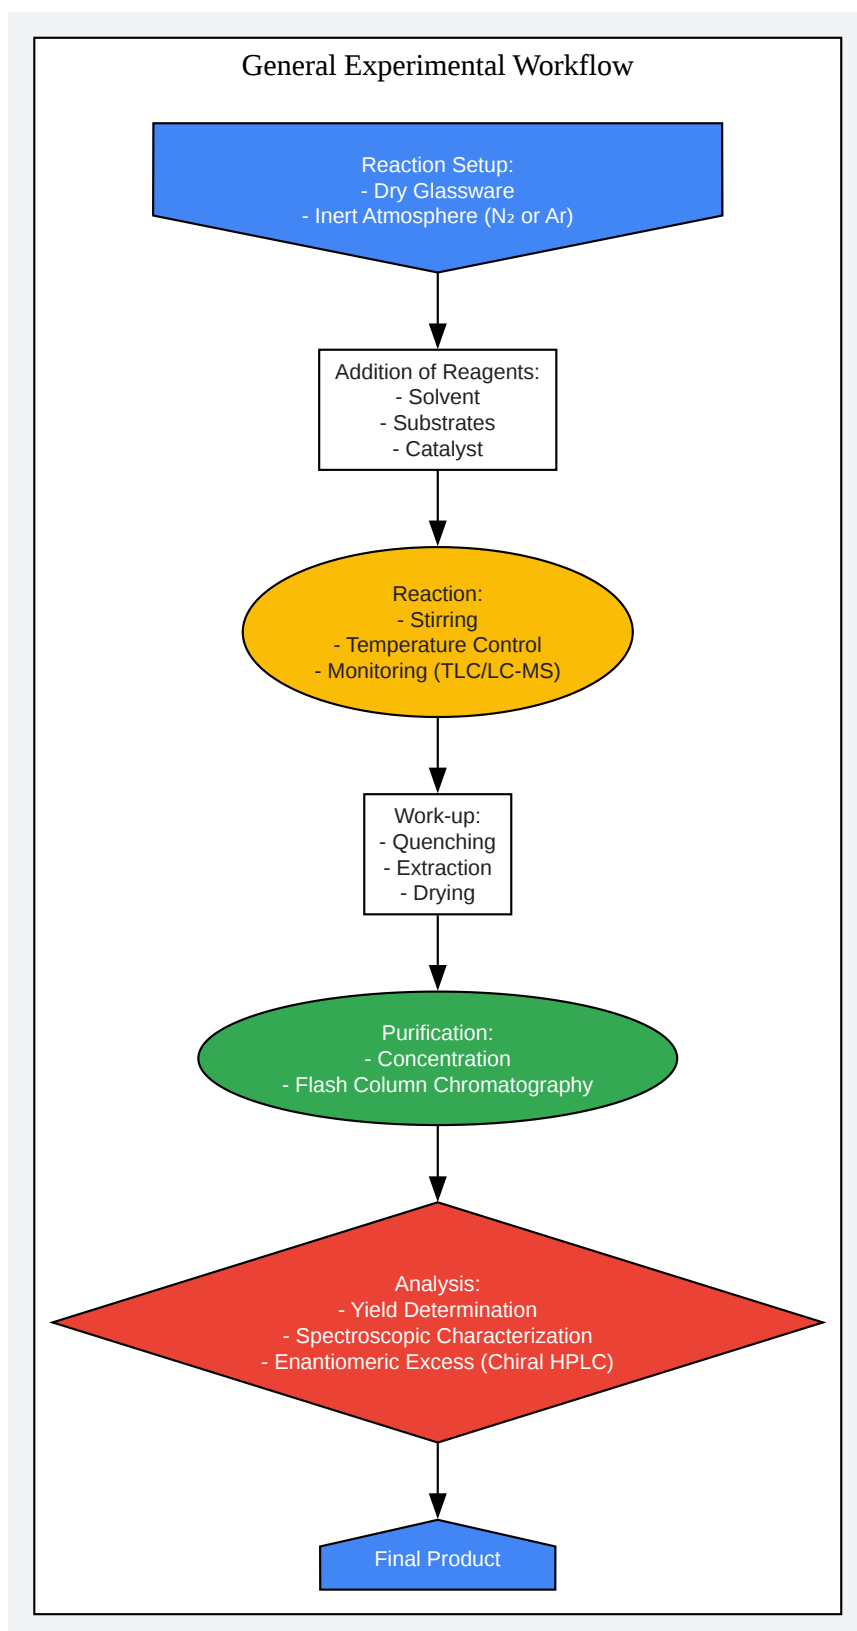 General Experimental Workflow
Reaction Setup:
- Dry Glassware
- Inert Atmosphere (N₂ or Ar)
Addition of Reagents:
- Solvent
- Substrates
- Catalyst
Reaction:
- Stirring
- Temperature Control
- Monitoring (TLC/LC-MS)
Work-up:
- Quenching
- Extraction
- Drying
Purification:
- Concentration
- Flash Column Chromatography
Analysis:
- Yield Determination
- Spectroscopic Characterization
- Enantiomeric Excess (Chiral HPLC)
Final Product